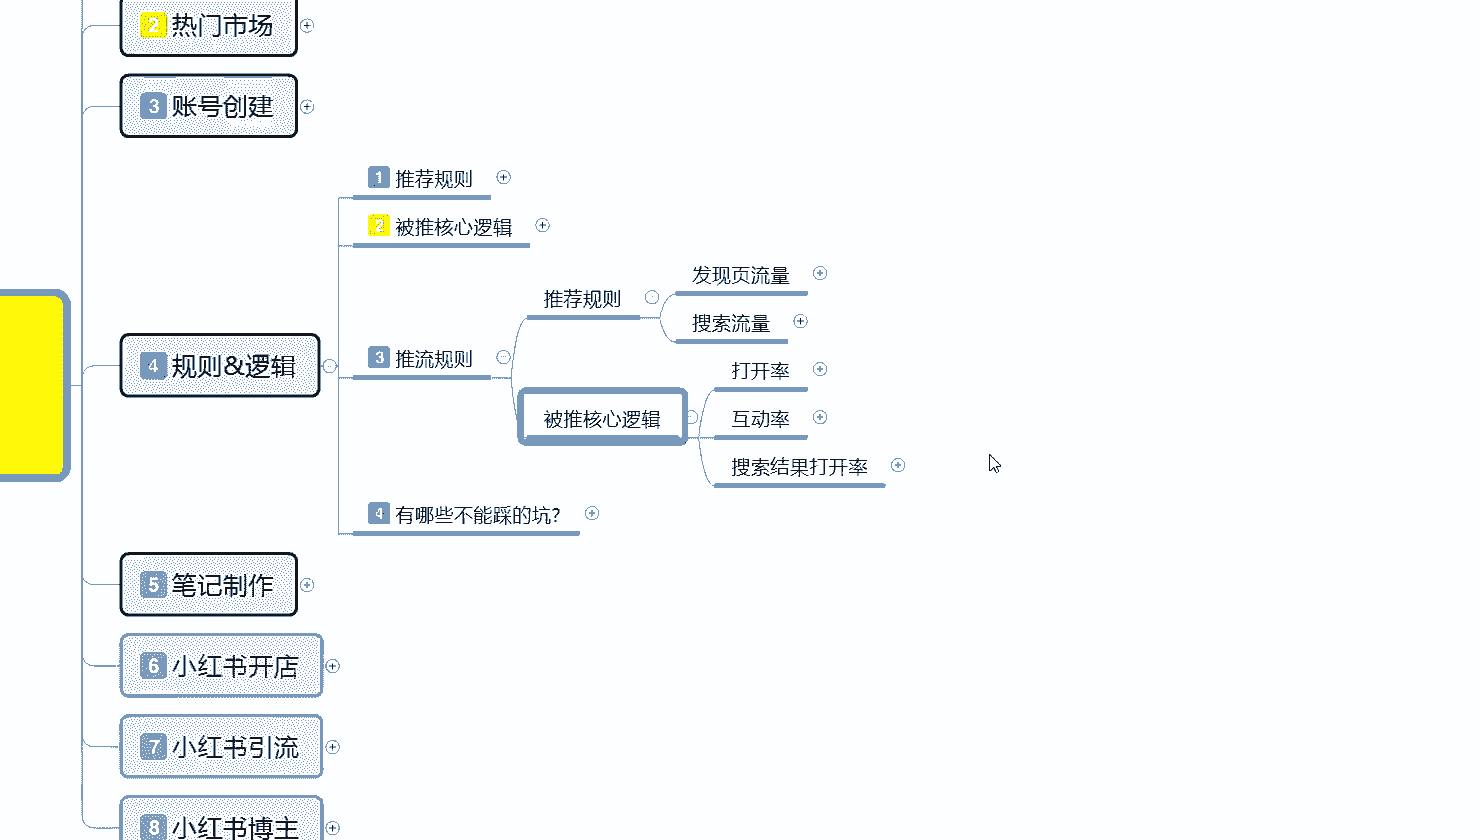 2 热门市场
3 账号创建
4 规则&逻辑
1 推荐规则
2 被推核心逻辑
3 推流规则
推荐规则
发现页流量
搜索流量
被推核心逻辑
打开率
互动率
搜索结果打开率
4 有哪些不能踩的坑?
5 笔记制作
6 小红书开店
7 小红书引流
8 小红书博主